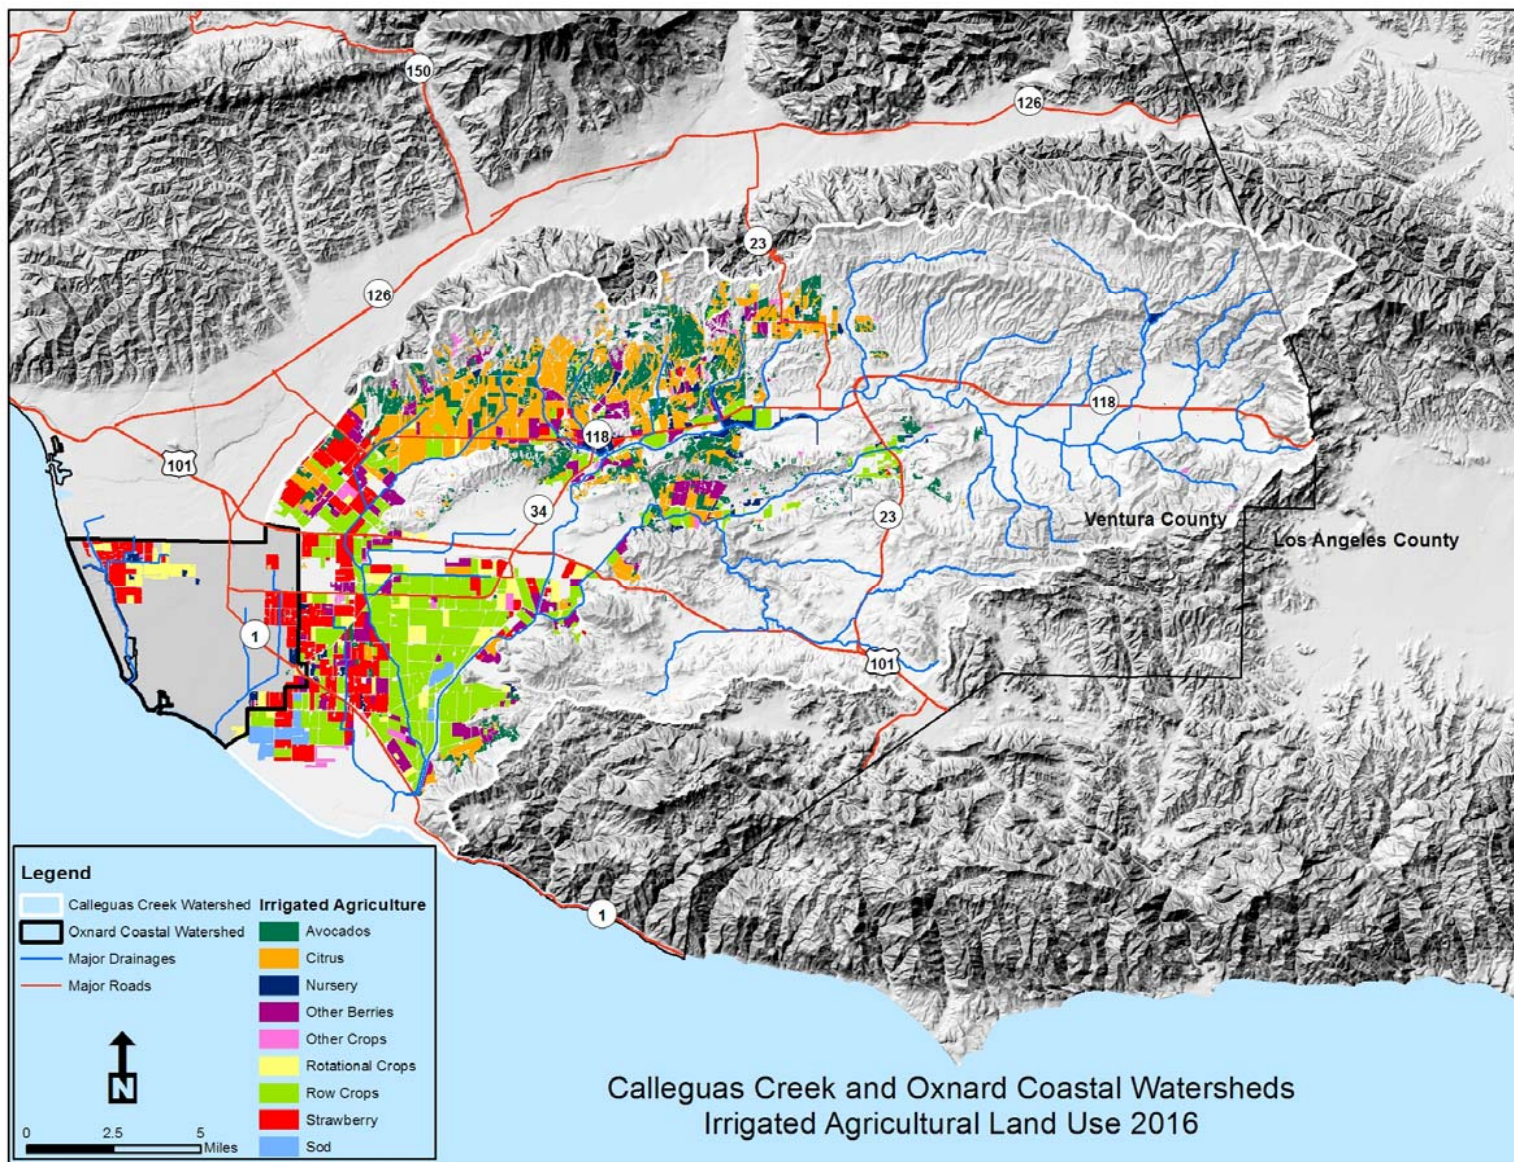 150
126
126
23
118
101
118
34
23
Ventura County
Los Angeles County
1
101
1
Legend
Calleguas Creek Watershed
Oxnard Coastal Watershed
Major Drainages
Major Roads
N
0 2.5 5
Miles
Irrigated Agriculture
Avocados
Citrus
Nursery
Other Berries
Other Crops
Rotational Crops
Row Crops
Strawberry
Sod
Calleguas Creek and Oxnard Coastal Watersheds
Irrigated Agricultural Land Use 2016